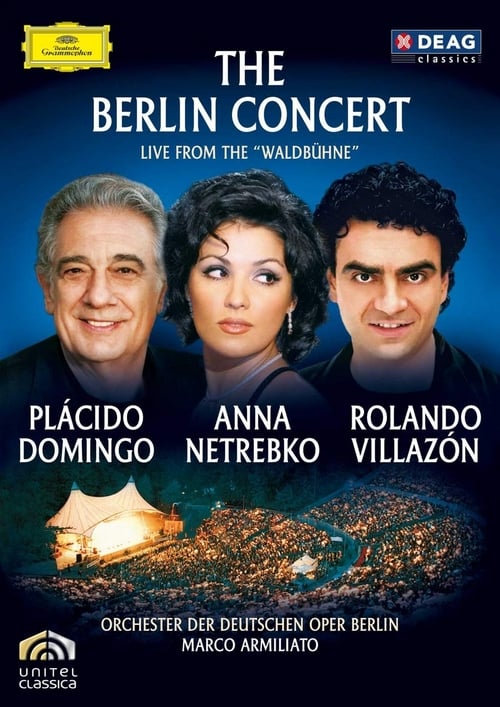 Deutsche
Grammophon
DEAG
classics
THE
BERLIN CONCERT
LIVE FROM THE “WALDBÜHNE”
PLÁCIDO
DOMINGO
ANNA
NETREBKO
ROLANDO
VILLAZÓN
ORCHESTER DER DEUTSCHEN OPER BERLIN
MARCO ARMILIATO
UNITEL
CLASSICA